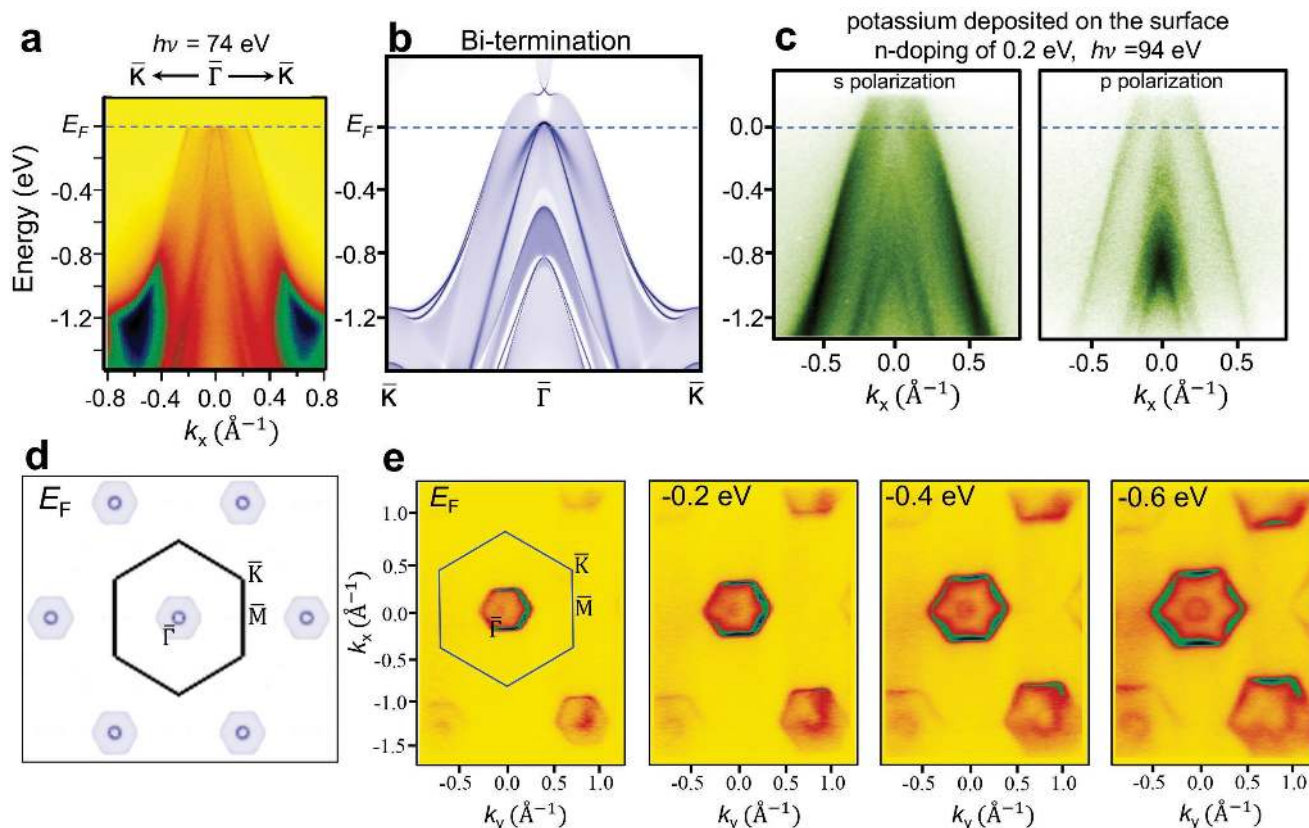 a
hν = 74 eV
K̅ ← Γ̅ → K̅
E_F
-0.4
-0.8
-1.2
Energy (eV)
-0.8 -0.4 0.0 0.4 0.8
k_x (Å⁻¹)
b
Bi-termination
E_F
-0.4
-0.8
-1.2
K̅ Γ̅ K̅
c
potassium deposited on the surface
n-doping of 0.2 eV, hν =94 eV
s polarization p polarization
0.0
-0.4
-0.8
-1.2
-0.5 0.0 0.5
k_x (Å⁻¹)
-0.5 0.0 0.5
k_x (Å⁻¹)
d
E_F
K̅
M̅
Γ̅
e
E_F
K̅
M̅
Γ̅
1.0
0.5
0.0
-0.5
-1.0
-1.5
k_x (Å⁻¹)
-0.5 0.0 0.5 1.0
k_y (Å⁻¹)
-0.2 eV
-0.5 0.0 0.5 1.0
k_y (Å⁻¹)
-0.4 eV
-0.5 0.0 0.5 1.0
k_y (Å⁻¹)
-0.6 eV
-0.5 0.0 0.5 1.0
k_y (Å⁻¹)